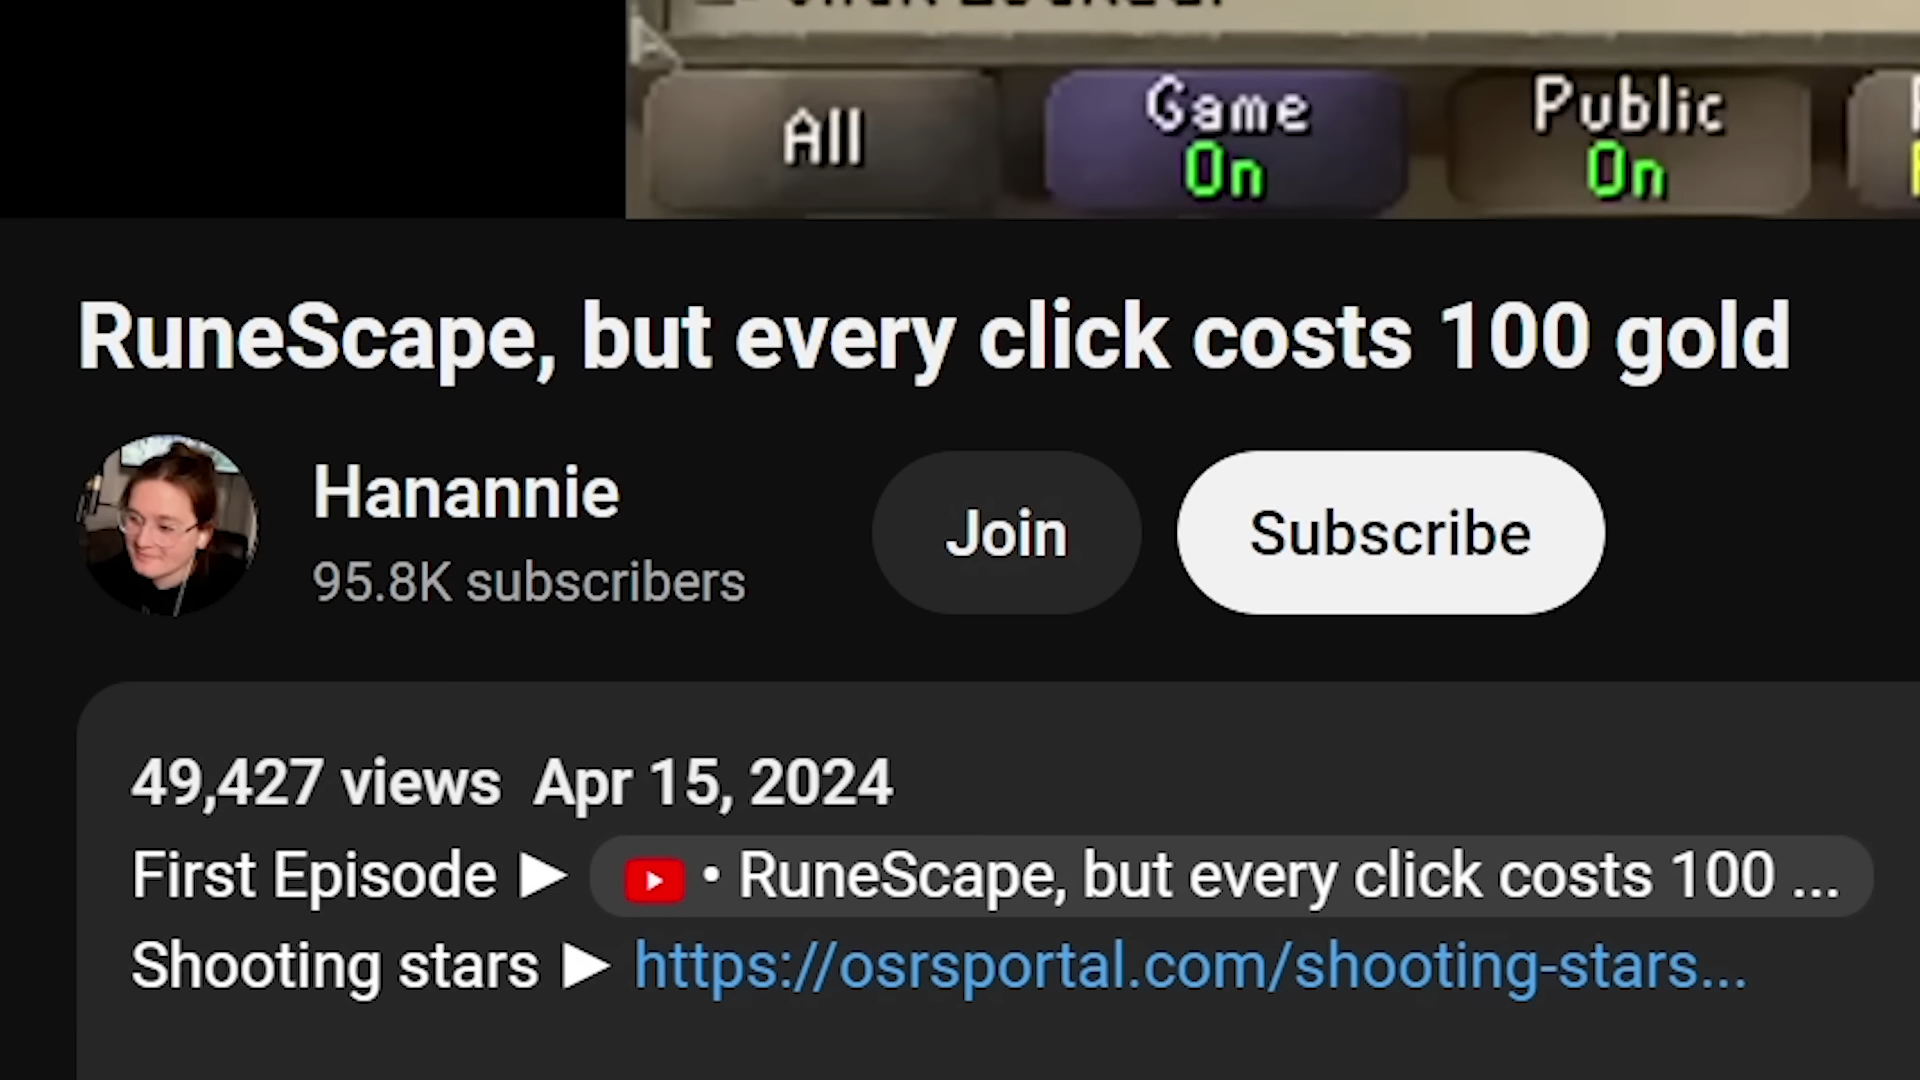 All
Game
On
Public
On
RuneScape, but every click costs 100 gold
Hanannie
95.8K subscribers
Join
Subscribe
49,427 views Apr 15, 2024
First Episode ▶ • RuneScape, but every click costs 100 ...
Shooting stars ▶ https://osrsportal.com/shooting-stars...